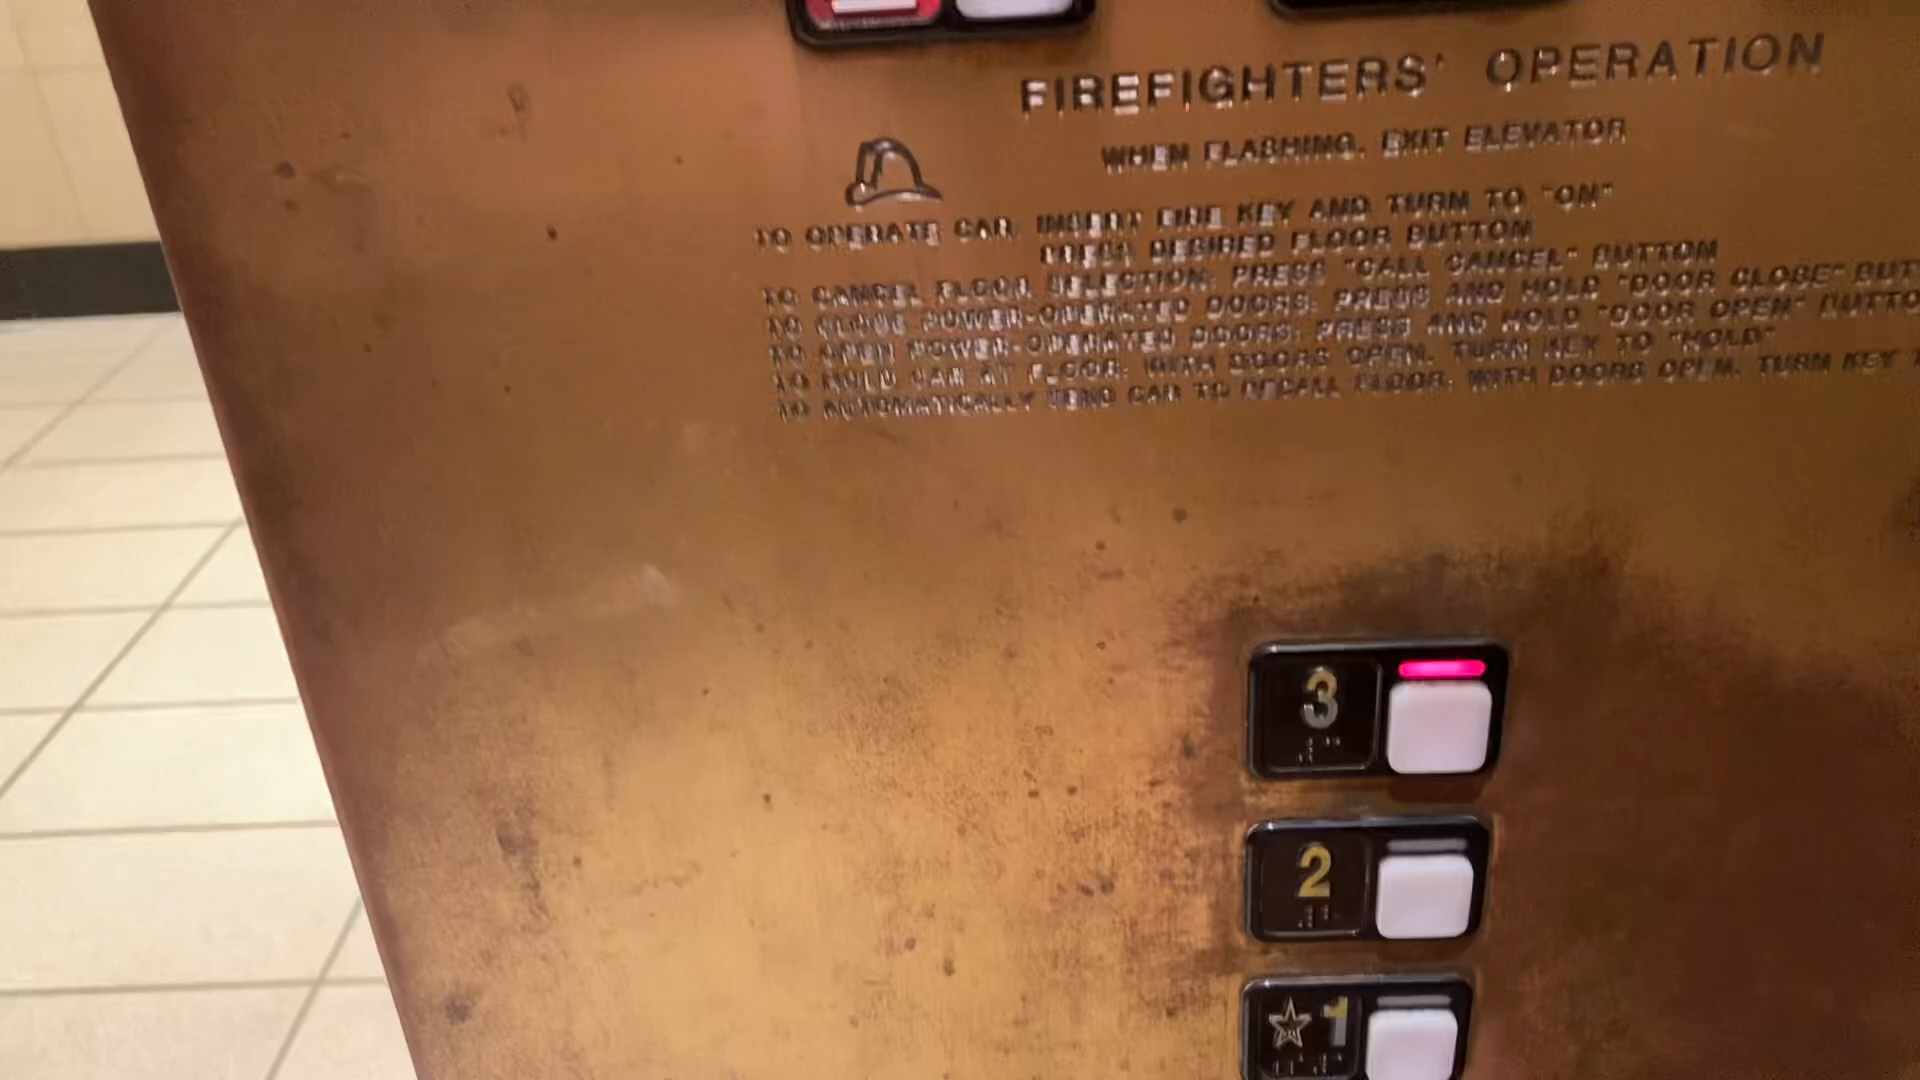 FIREFIGHTERS' OPERATION
WHEN FLASHING, EXIT ELEVATOR
TO OPERATE CAR: INSERT FIRE KEY AND TURN TO "ON"
PRESS DESIRED FLOOR BUTTON
TO CANCEL FLOOR SELECTION: PRESS "CALL CANCEL" BUTTON
TO CLOSE POWER-OPERATED DOORS: PRESS AND HOLD "DOOR CLOSE" BUT
TO OPEN POWER-OPERATED DOORS: PRESS AND HOLD "DOOR OPEN" BUTTO
TO HOLD CAR AT FLOOR: WITH DOORS OPEN, TURN KEY TO "HOLD"
TO AUTOMATICALLY SEND CAR TO RECALL FLOOR: WITH DOORS OPEN, TURN KEY T
3
2
1